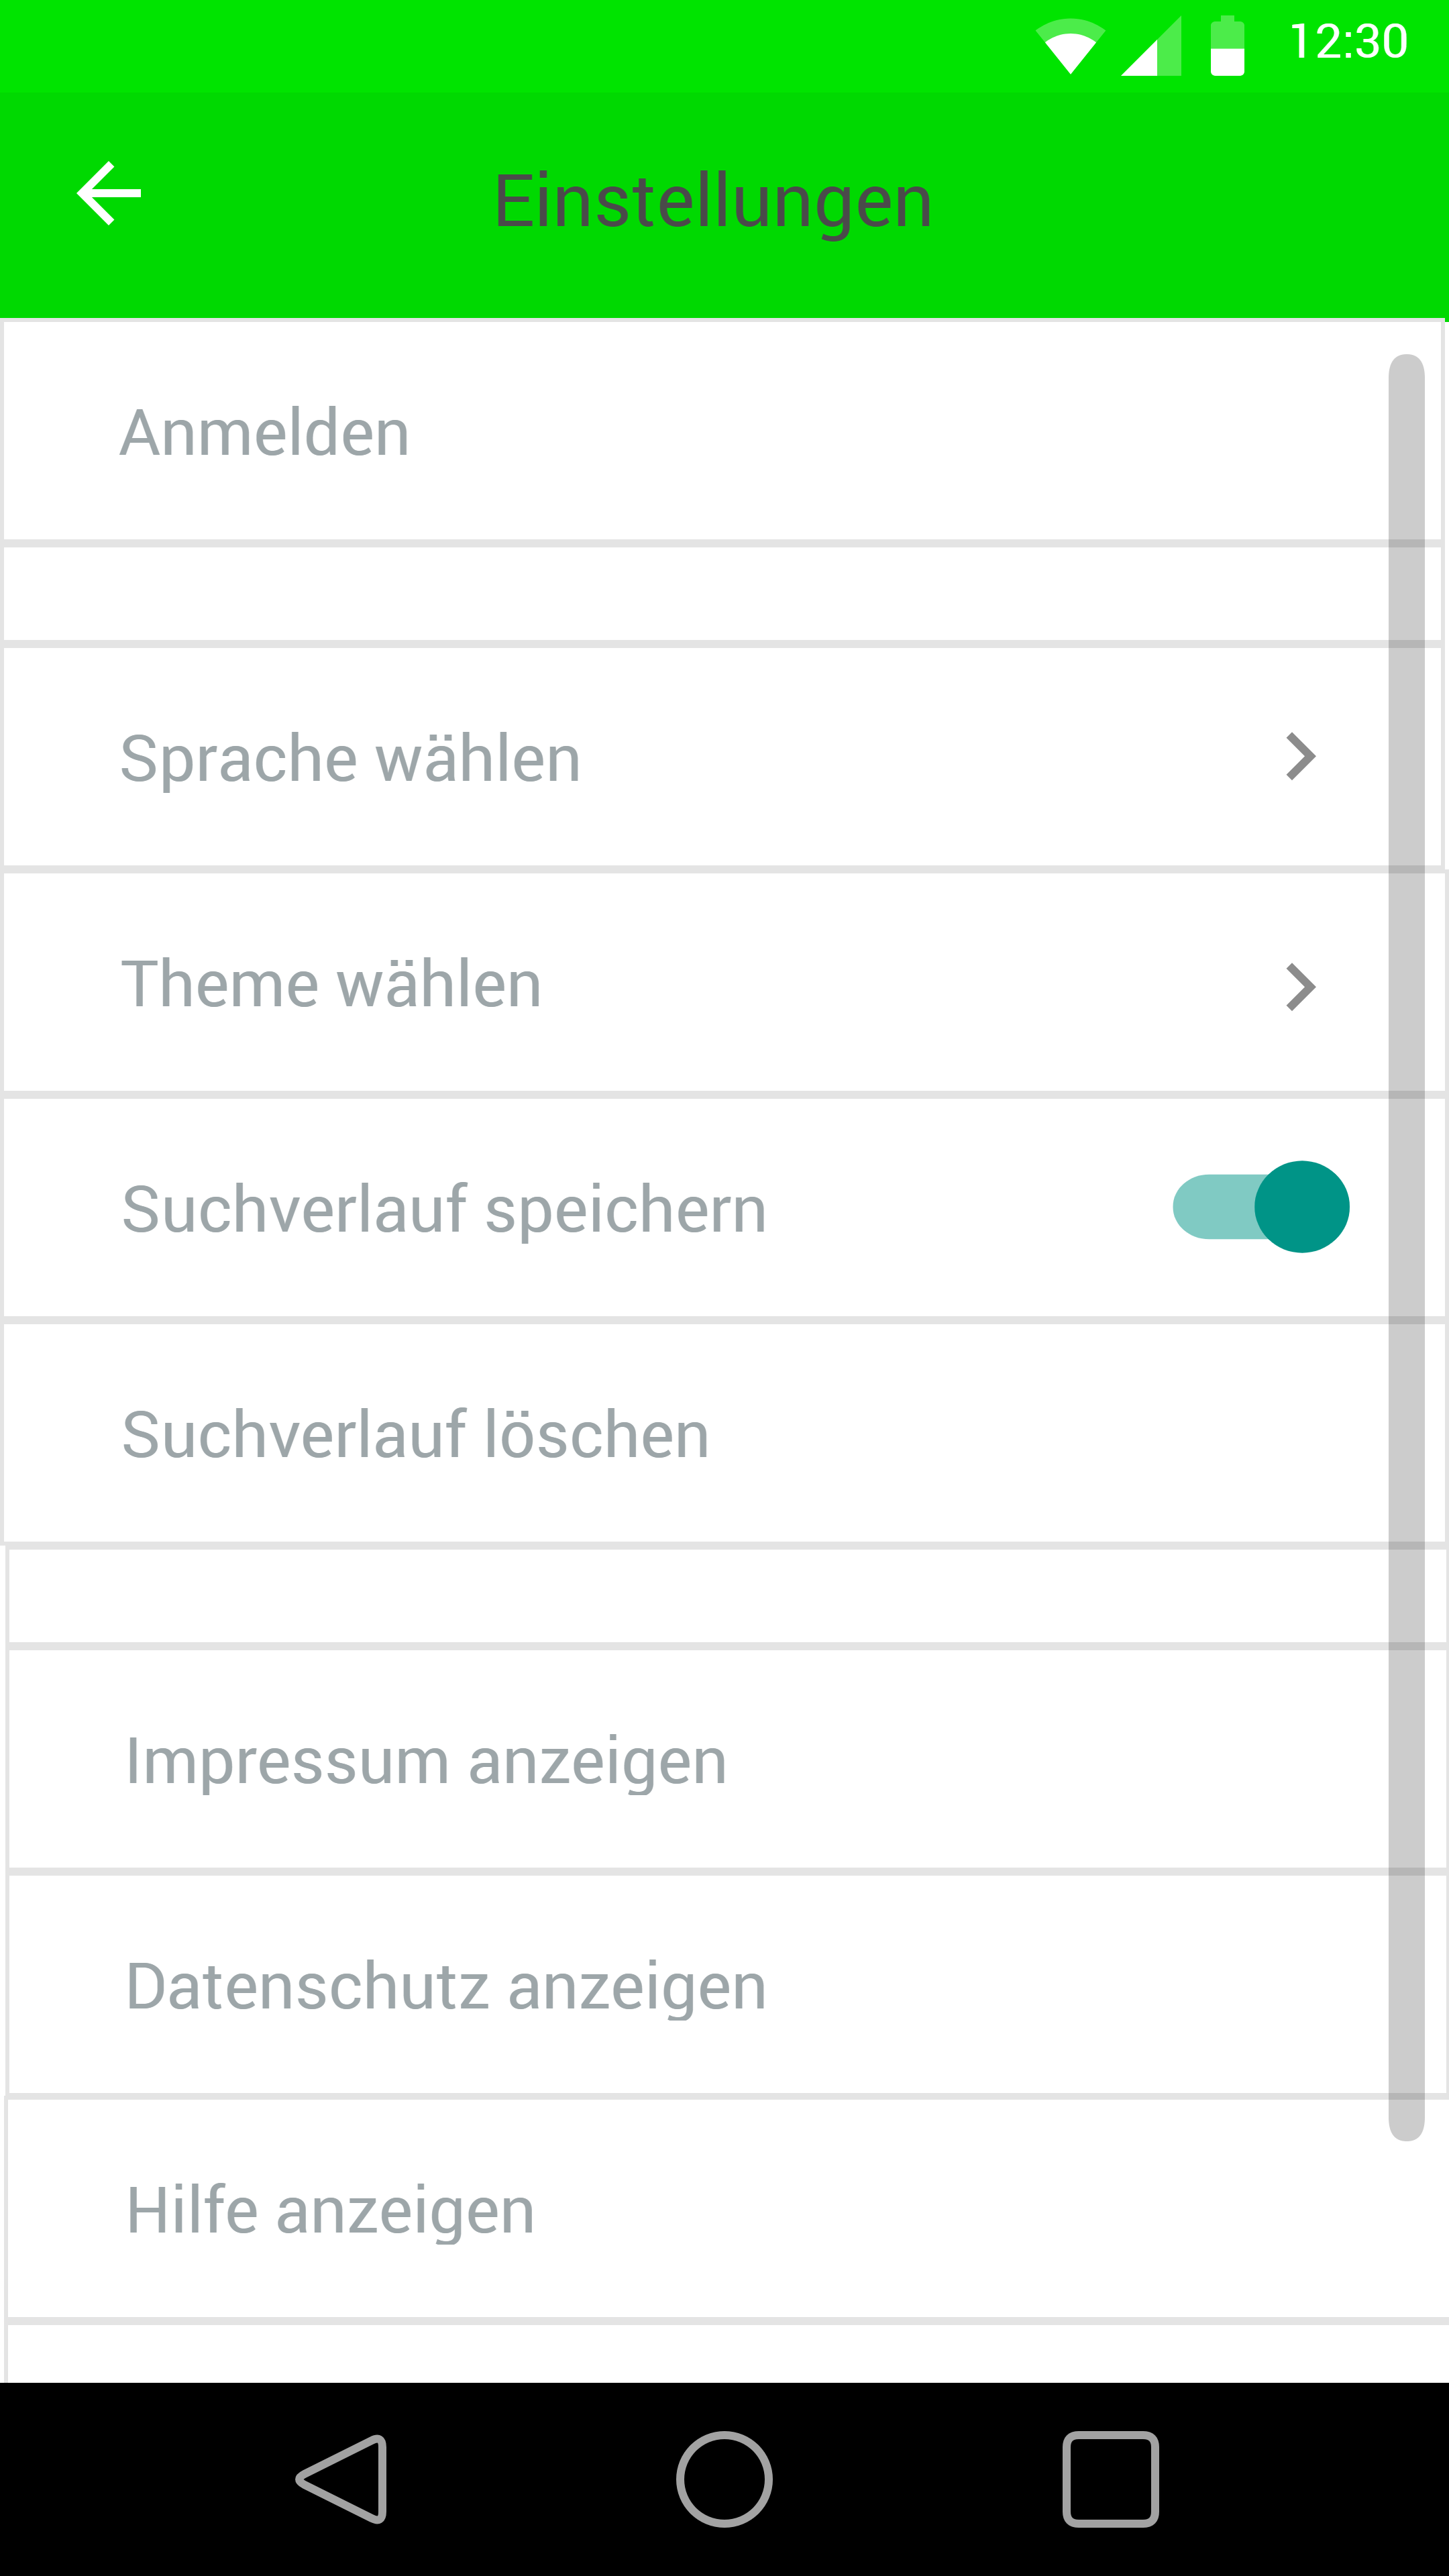 12:30
Einstellungen
Anmelden
Sprache wählen
Theme wählen
Suchverlauf speichern
Suchverlauf löschen
Impressum anzeigen
Datenschutz anzeigen
Hilfe anzeigen